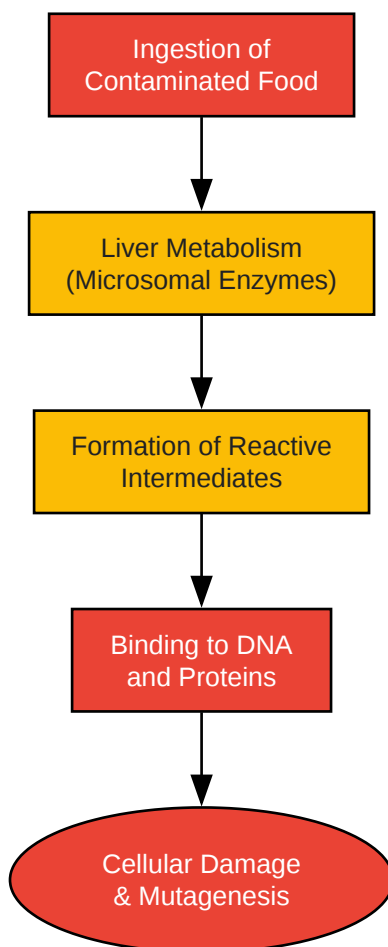 Ingestion of
Contaminated Food
Liver Metabolism
(Microsomal Enzymes)
Formation of Reactive
Intermediates
Binding to DNA
and Proteins
Cellular Damage
& Mutagenesis